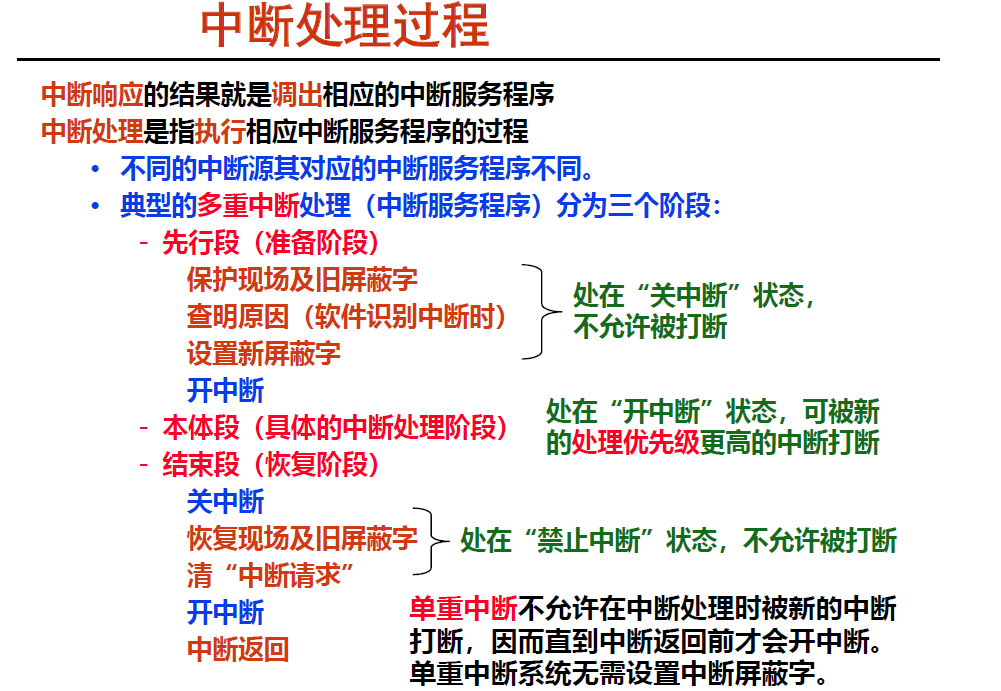 中断处理过程
中断响应的结果就是调出相应的中断服务程序
中断处理是指执行相应中断服务程序的过程
• 不同的中断源其对应的中断服务程序不同。
• 典型的多重中断处理（中断服务程序）分为三个阶段：
- 先行段（准备阶段）
保护现场及旧屏蔽字
查明原因（软件识别中断时）
设置新屏蔽字
处在“关中断”状态，
不允许被打断
开中断
- 本体段（具体的中断处理阶段）
处在“开中断”状态，可被新
的处理优先级更高的中断打断
- 结束段（恢复阶段）
关中断
恢复现场及旧屏蔽字
清“中断请求”
处在“禁止中断”状态，不允许被打断
开中断
中断返回
单重中断不允许在中断处理时被新的中断
打断，因而直到中断返回前才会开中断。
单重中断系统无需设置中断屏蔽字。